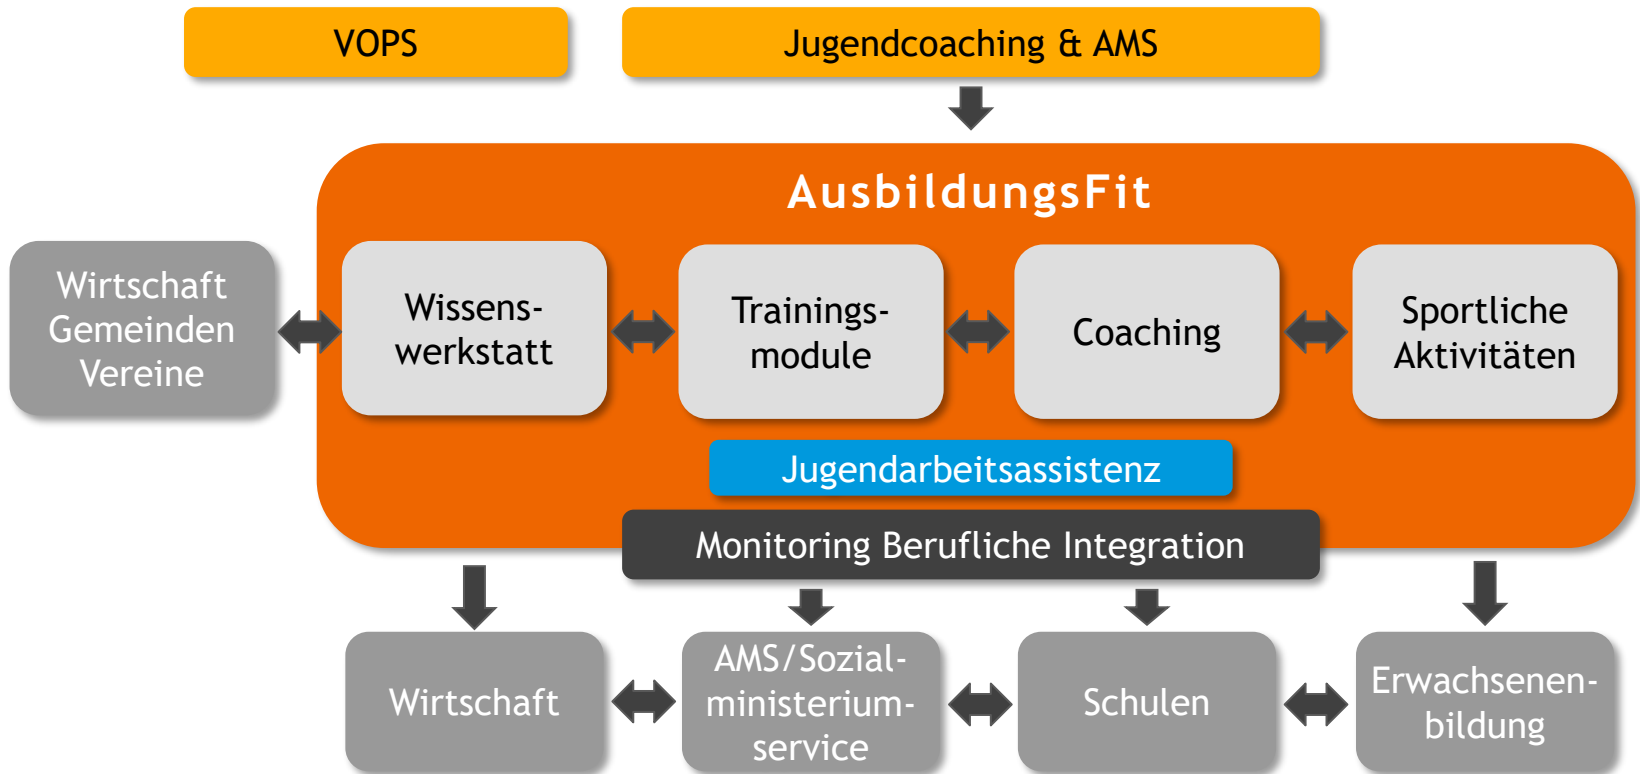 VOPS
Jugendcoaching & AMS
AusbildungsFit
Wirtschaft
Gemeinden
Vereine
Wissens-
werkstatt
Trainings-
module
Coaching
Sportliche
Aktivitäten
Jugendarbeitsassistenz
Monitoring Berufliche Integration
Wirtschaft
AMS/Sozial-
ministerium-
service
Schulen
Erwachsenen-
bildung